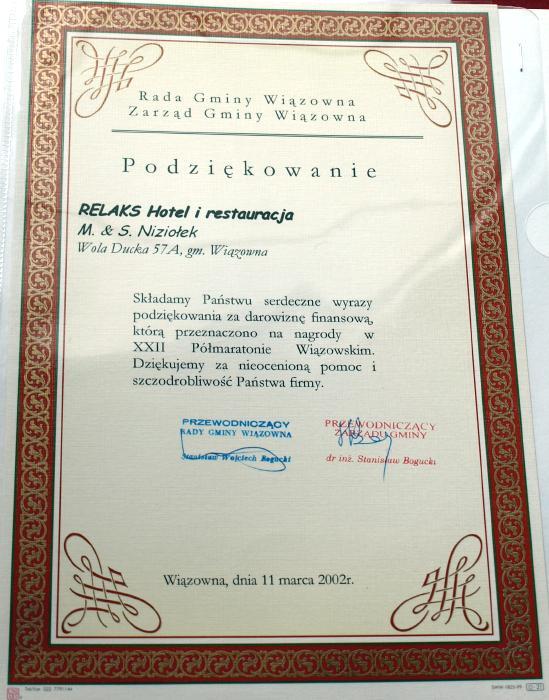 Rada Gminy Wiązowna
Zarząd Gminy Wiązowna
Podziękowanie
RELAKS Hotel i restauracja
M. & S. Niziołek
Wola Ducka 57A, gm. Wiązowna
Składamy Państwu serdeczne wyrazy
podziękowania za darowiznę finansową,
którą przeznaczono na nagrody w
XXII Półmaratonie Wiązowskim.
Dziękujemy za nieocenioną pomoc i
szczodrobliwość Państwa firmy.
PRZEWODNICZĄCY
RADY GMINY WIĄZOWNA
Stanisław Wojciech Bogucki
PRZEWODNICZĄCY
ZARZĄDU GMINY
dr inż. Stanisław Bogucki
Wiązowna, dnia 11 marca 2002r.